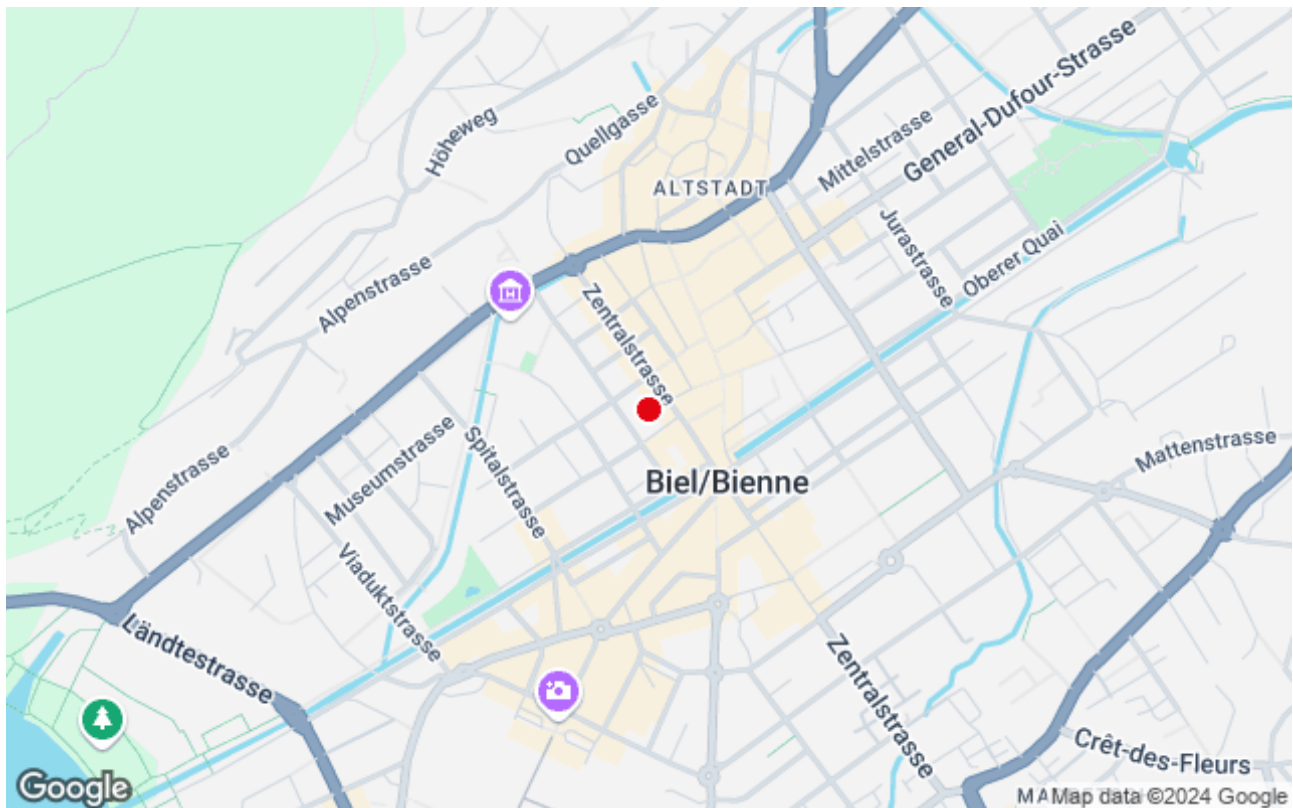 General-Dufour-Strasse
Höheweg
Quellgasse
Mittelstrasse
ALTSTADT
Jurastrasse
Oberer Quai
Alpenstrasse
Zentralstrasse
Museumstrasse
Spitalstrasse
Mattenstrasse
Biel/Bienne
Alpenstrasse
Viaduktstrasse
Ländtestrasse
Zentralstrasse
Crêt-des-Fleurs
Google
Map data ©2024 Google